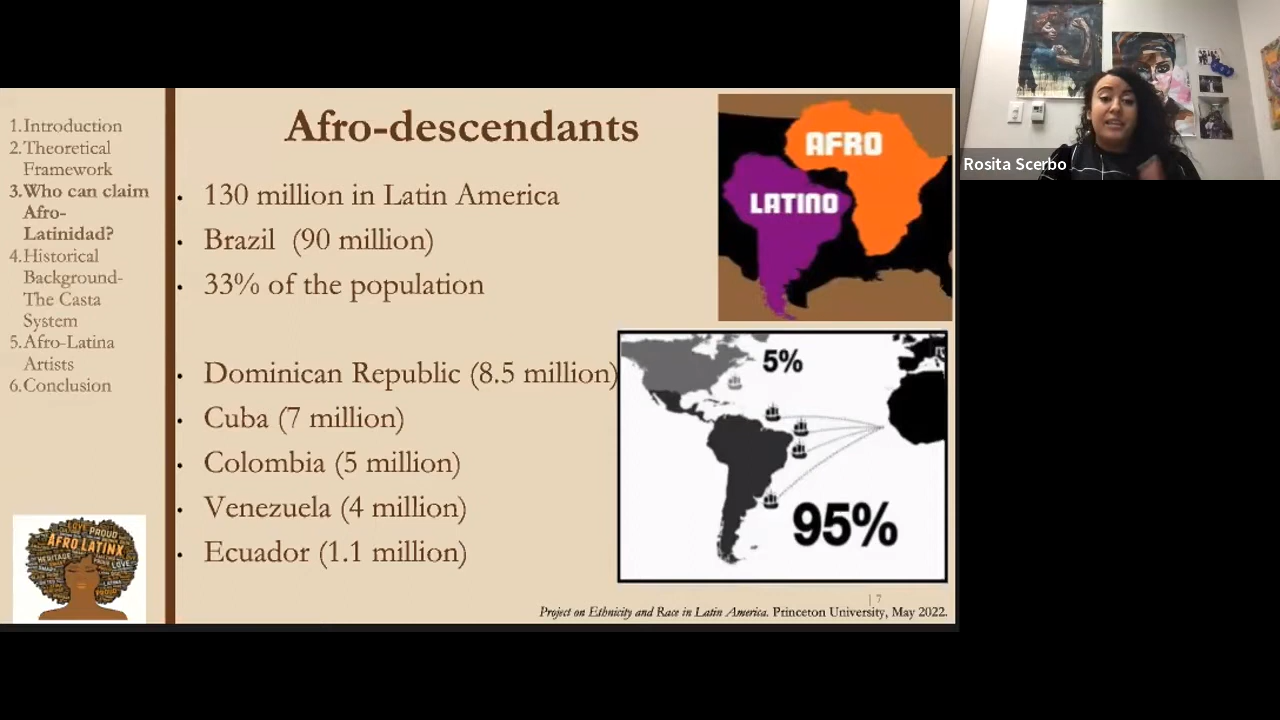 1.Introduction
2.Theoretical
Framework
3.Who can claim
Afro-
Latinidad?
4.Historical
Background-
The Casta
System
5.Afro-Latina
Artists
6.Conclusion
Afro-descendants
• 130 million in Latin America
• Brazil (90 million)
• 33% of the population
• Dominican Republic (8.5 million)
• Cuba (7 million)
• Colombia (5 million)
• Venezuela (4 million)
• Ecuador (1.1 million)
AFRO
LATINO
5%
95%
LOVE PROUD
AFRO LATINX
HERITAGE
LOVE
PROUD
| 7
Project on Ethnicity and Race in Latin America. Princeton University, May 2022.
Rosita Scerbo